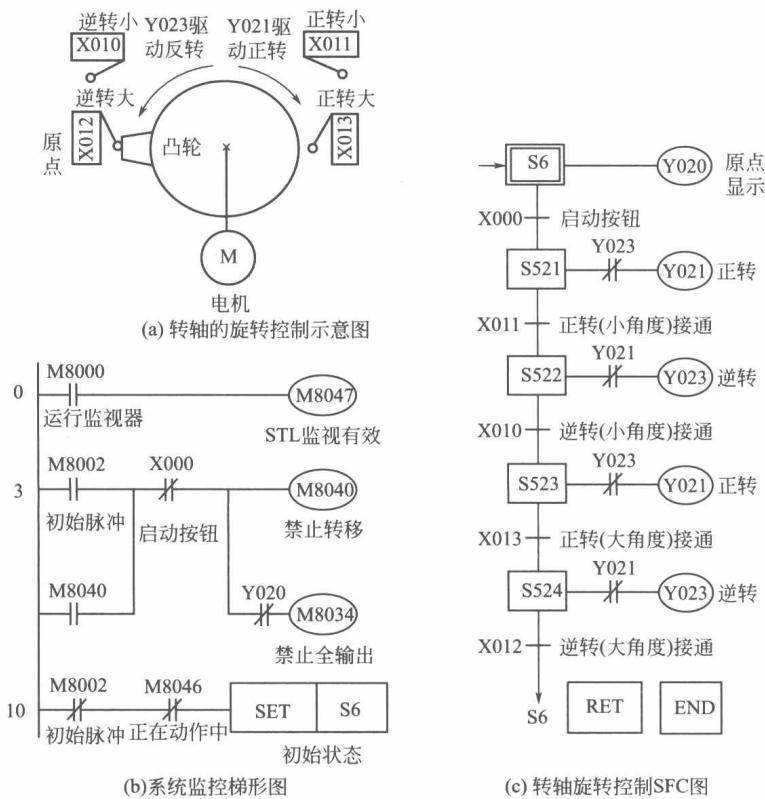 逆转小
X010
Y023驱
动反转
Y021驱
动正转
正转小
X011
逆转大
X012
原
点
凸轮
正转大
X013
M
电机
(a) 转轴的旋转控制示意图
0
M8000
运行监视器
M8047
STL监视有效
3
M8002
初始脉冲
X000
启动按钮
M8040
禁止转移
M8040
Y020
M8034
禁止全输出
10
M8002
初始脉冲
M8046
正在动作中
SET
S6
初始状态
(b)系统监控梯形图
S6
Y020
原点
显示
X000
启动按钮
S521
Y023
Y021
正转
X011
正转(小角度)接通
S522
Y021
Y023
逆转
X010
逆转(小角度)接通
S523
Y023
Y021
正转
X013
正转(大角度)接通
S524
Y021
Y023
逆转
X012
逆转(大角度)接通
S6
RET
END
(c) 转轴旋转控制SFC图